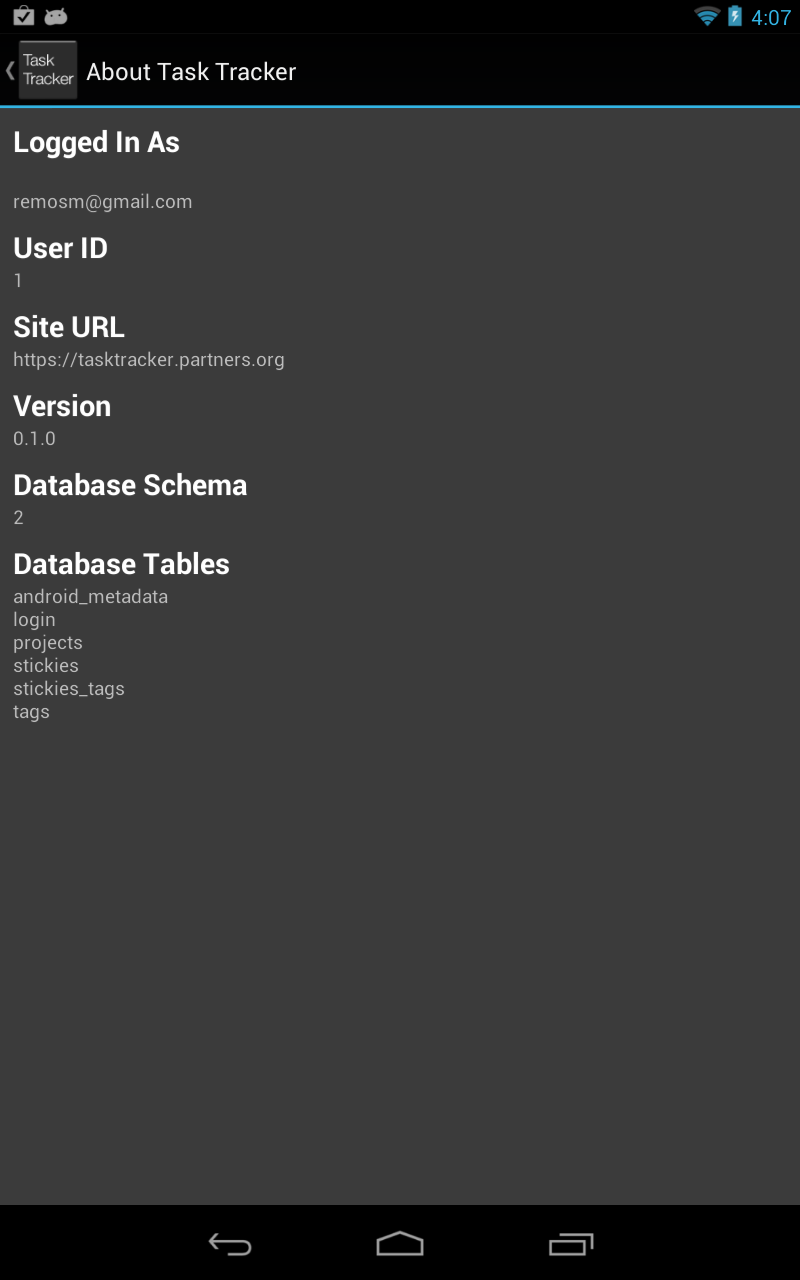 4:07
Task
Tracker
About Task Tracker
Logged In As
remosm@gmail.com
User ID
1
Site URL
https://tasktracker.partners.org
Version
0.1.0
Database Schema
2
Database Tables
android_metadata
login
projects
stickies
stickies_tags
tags